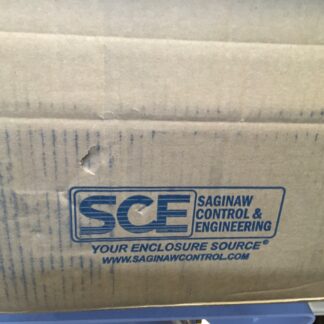 SCE
SAGINAW
CONTROL &
ENGINEERING
YOUR ENCLOSURE SOURCE®
WWW.SAGINAWCONTROL.COM